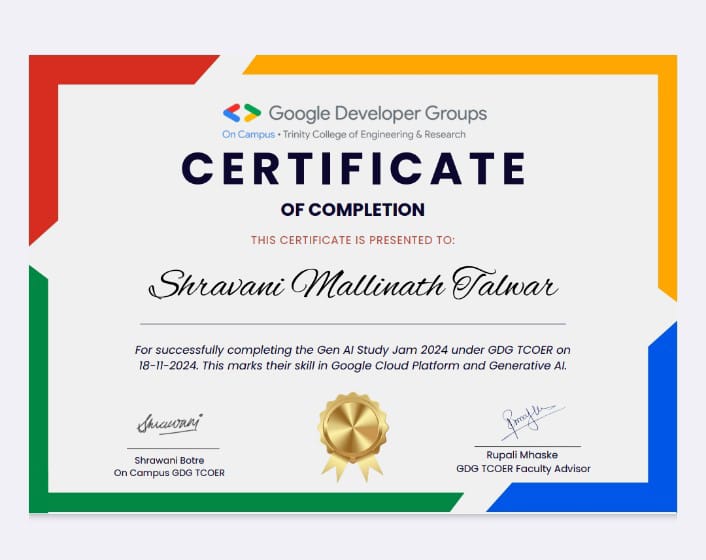 Google Developer Groups
On Campus • Trinity College of Engineering & Research
CERTIFICATE
OF COMPLETION
THIS CERTIFICATE IS PRESENTED TO:
Shravani Mallinath Talwar
For successfully completing the Gen AI Study Jam 2024 under GDG TCOER on
18-11-2024. This marks their skill in Google Cloud Platform and Generative AI.
Shrawani
Shrawani Botre
On Campus GDG TCOER
Rupali Mhaske
GDG TCOER Faculty Advisor